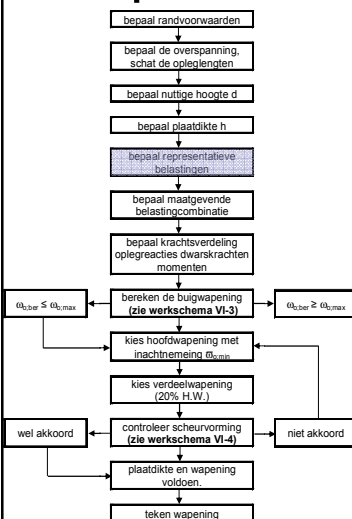 bepaal randvoorwaarden
bepaal de overspanning,
schat de opleglengten
bepaal nuttige hoogte d
bepaal plaatdikte h
bepaal representatieve
belastingen
bepaal maatgevende
belastingcombinatie
bepaal krachtsverdeling
oplegreacties dwarskrachten
momenten
ω₀;ber ≤ ω₀;max
bereken de buigwapening
(zie werkschema VI-3)
ω₀;ber ≥ ω₀;max
kies hoofdwapening met
inachtnemeing ϖ₀;min
kies verdeelwapening
(20% H.W.)
wel akkoord
controleer scheurvorming
(zie werkschema VI-4)
niet akkoord
plaatdikte en wapening
voldoen.
teken wapening